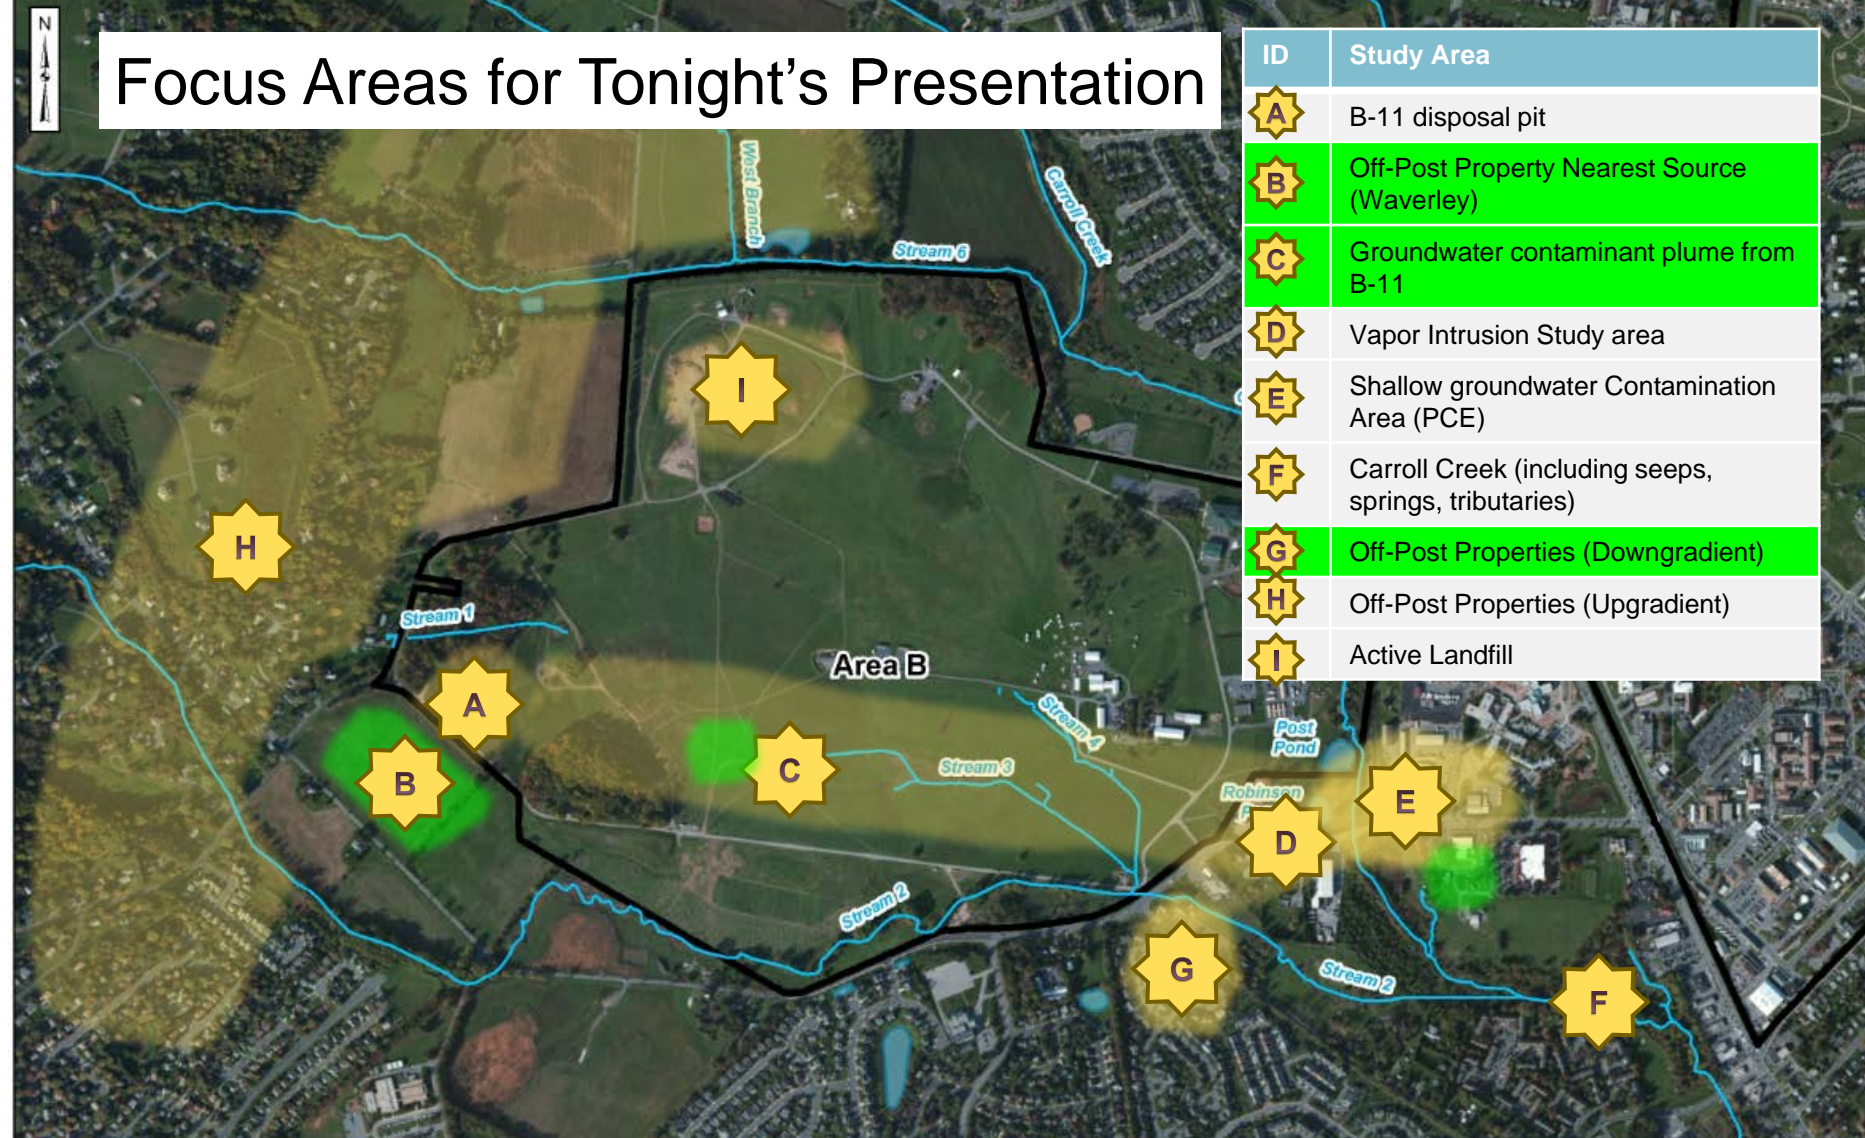 N
Focus Areas for Tonight's Presentation
ID Study Area
A B-11 disposal pit
B Off-Post Property Nearest Source
(Waverley)
C Groundwater contaminant plume from
B-11
D Vapor Intrusion Study area
E Shallow groundwater Contamination
Area (PCE)
F Carroll Creek (including seeps,
springs, tributaries)
G Off-Post Properties (Downgradient)
H Off-Post Properties (Upgradient)
I Active Landfill
West Branch
Carroll Creek
Stream 6
I
H
Stream 1
Area B
A
B
C
Stream 3
Stream 4
Post
Pond
Robinson
D
E
Stream 2
G
Stream 2
F